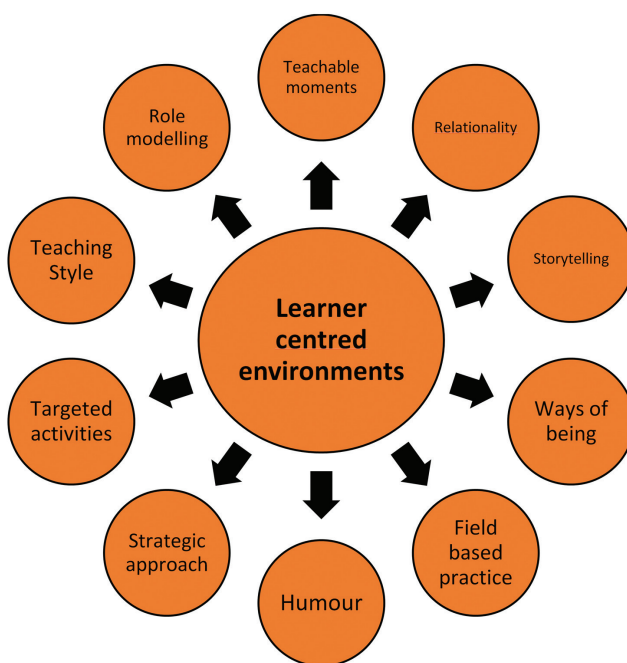 Teachable
moments
Relationality
Storytelling
Ways of
being
Field
based
practice
Humour
Strategic
approach
Targeted
activities
Teaching
Style
Role
modelling
Learner
centred
environments